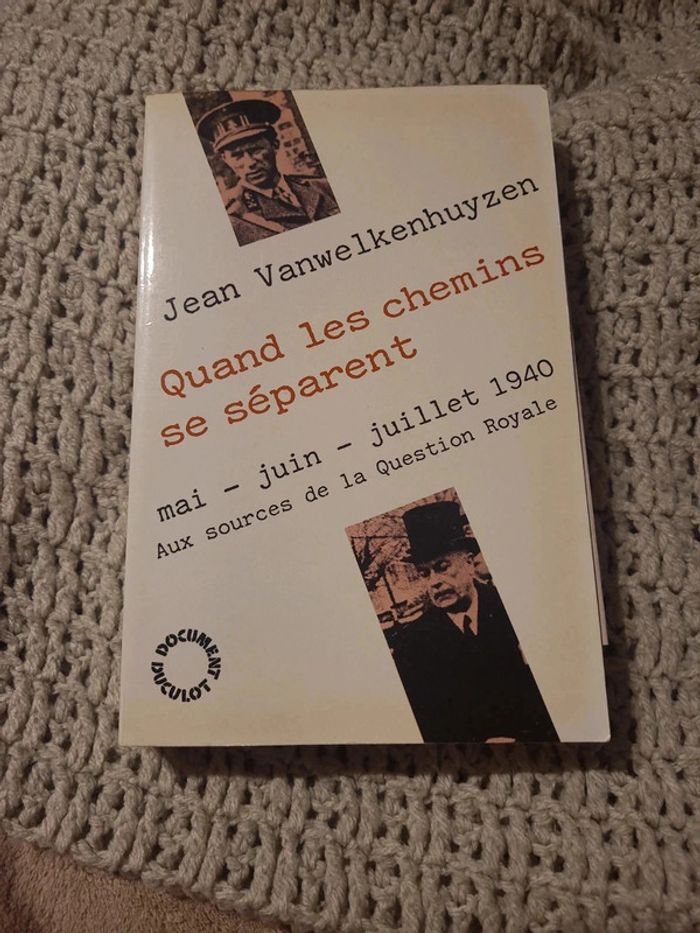 Jean Vanwelkenhuyzen
Quand les chemins
se séparent
mai - juin - juillet 1940
Aux sources de la Question Royale
DOCUMENT
DUCULOT